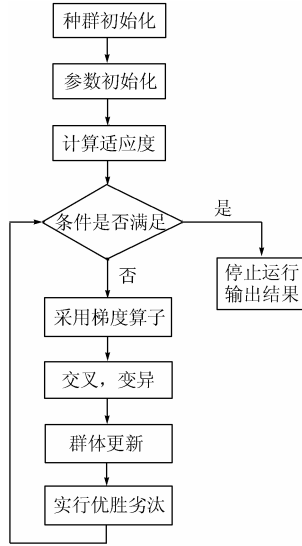 种群初始化
参数初始化
计算适应度
条件是否满足
是
停止运行
输出结果
否
采用梯度算子
交叉，变异
群体更新
实行优胜劣汰